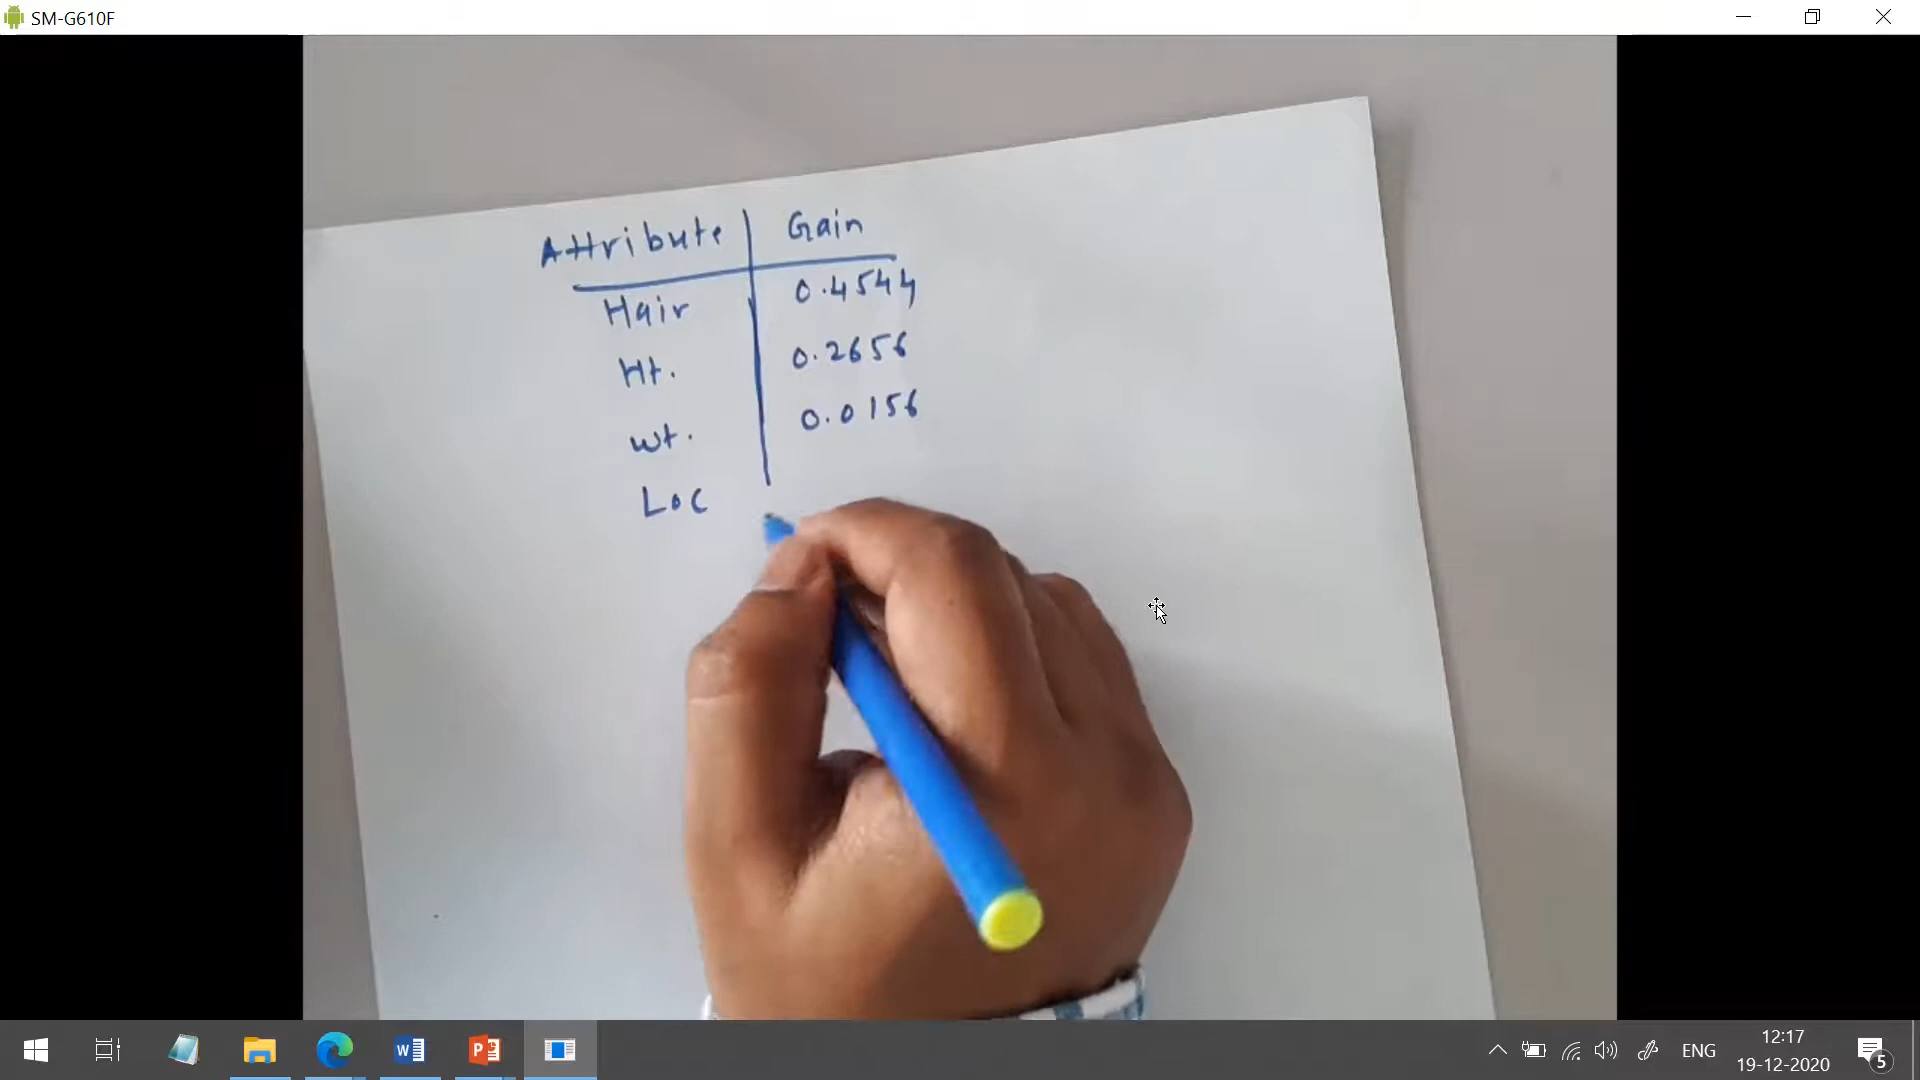 SM-G610F
Attribute Gain
Hair 0.4544
Ht. 0.2656
Wt. 0.0156
Loc
ENG
12:17
19-12-2020
5